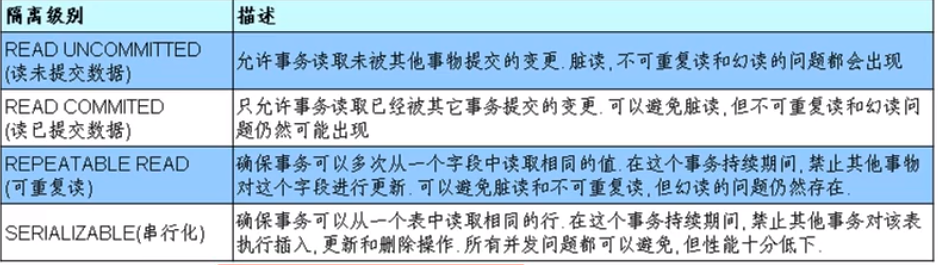 隔离级别 描述
READ UNCOMMITTED
(读未提交数据)
允许事务读取未被其他事物提交的变更.脏读,不可重复读和幻读的问题都会出现
READ COMMITED
(读已提交数据)
只允许事务读取已经被其它事务提交的变更.可以避免脏读,但不可重复读和幻读问
题仍然可能出现
REPEATABLE READ
(可重复读)
确保事务可以多次从一个字段中读取相同的值.在这个事务持续期间,禁止其他事物
对这个字段进行更新.可以避免脏读和不可重复读,但幻读的问题仍然存在.
SERIALIZABLE(串行化)
确保事务可以从一个表中读取相同的行.在这个事务持续期间,禁止其他事务对该表
执行插入,更新和删除操作.所有并发问题都可以避免,但性能十分低下.